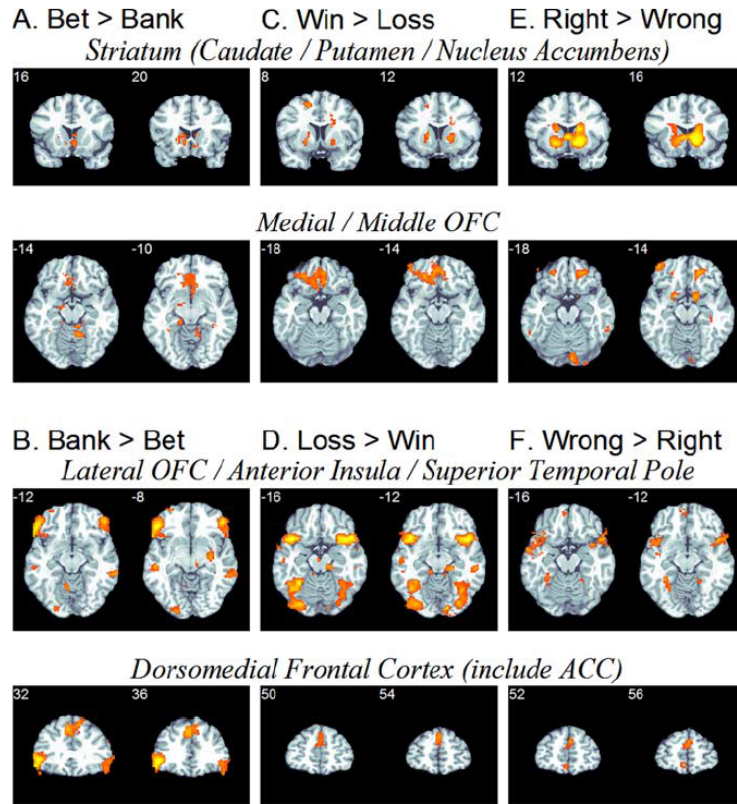 A. Bet > Bank C. Win > Loss E. Right > Wrong
Striatum (Caudate / Putamen / Nucleus Accumbens)
16 20 8 12 12 16
Medial / Middle OFC
-14 -10 -18 -14 -18 -14
B. Bank > Bet D. Loss > Win F. Wrong > Right
Lateral OFC / Anterior Insula / Superior Temporal Pole
-12 -8 -16 -12 -16 -12
Dorsomedial Frontal Cortex (include ACC)
32 36 50 54 52 56